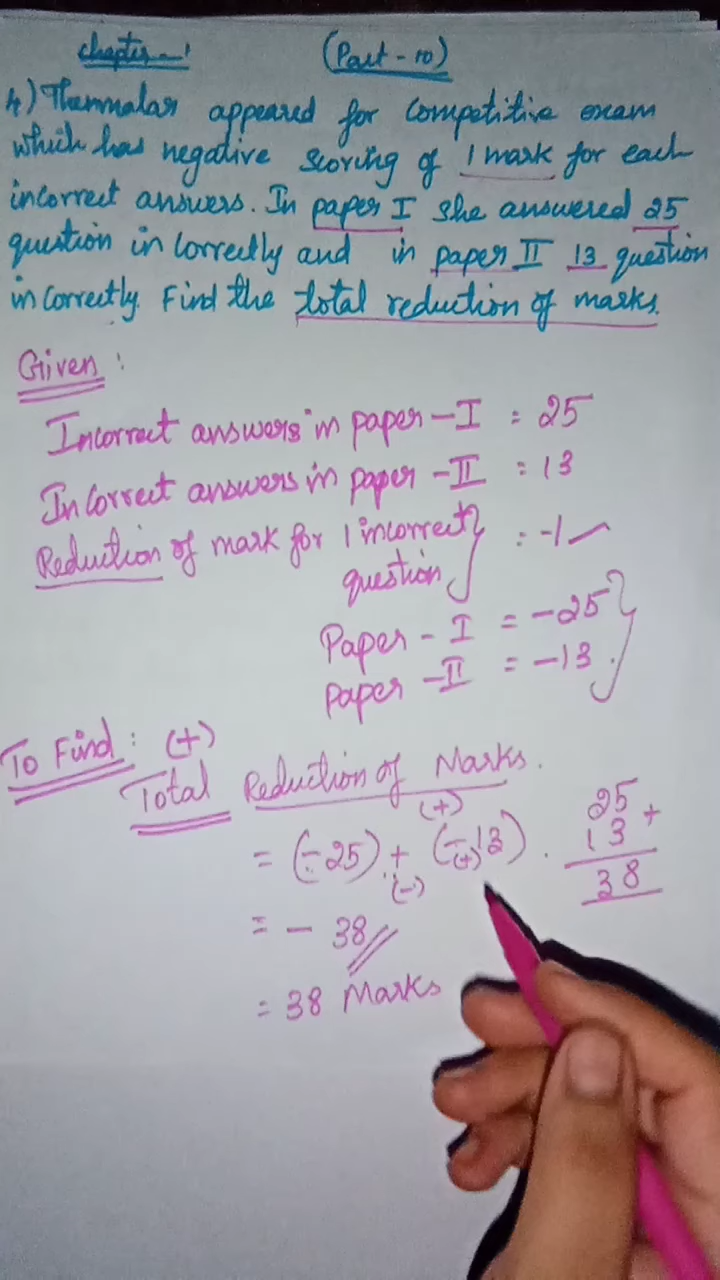 chapter-1 (Part-10)
4) Thenmalar appeared for Competitive exam
which has negative scoring of 1 mark for each
incorrect answers. In paper I she answered 25
question incorrectly and in paper II 13 question
incorrectly. Find the total reduction of marks.
Given :
Incorrect answers in paper - I = 25
Incorrect answers in paper - II = 13
Reduction of mark for 1 incorrect question } = -1
Paper - I = -25
paper - II = -13
To Find : (+)
Total Reduction of Marks.
= (-25) + (-13).
(+)
(+)
(-)
25
13 +
38
= - 38//
= 38 Marks